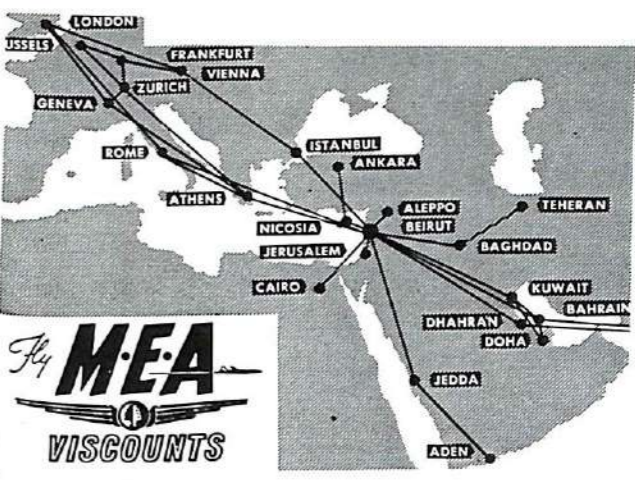 LONDON
USSELS
FRANKFURT
VIENNA
ZURICH
GENEVA
ROME
ISTANBUL
ANKARA
ATHENS
ALEPPO
TEHERAN
NICOSIA
BEIRUT
JERUSALEM
BAGHDAD
CAIRO
KUWAIT
BAHRAIN
DHAHRAN
DOHA
Fly M·E·A
VISCOUNTS
JEDDA
ADEN